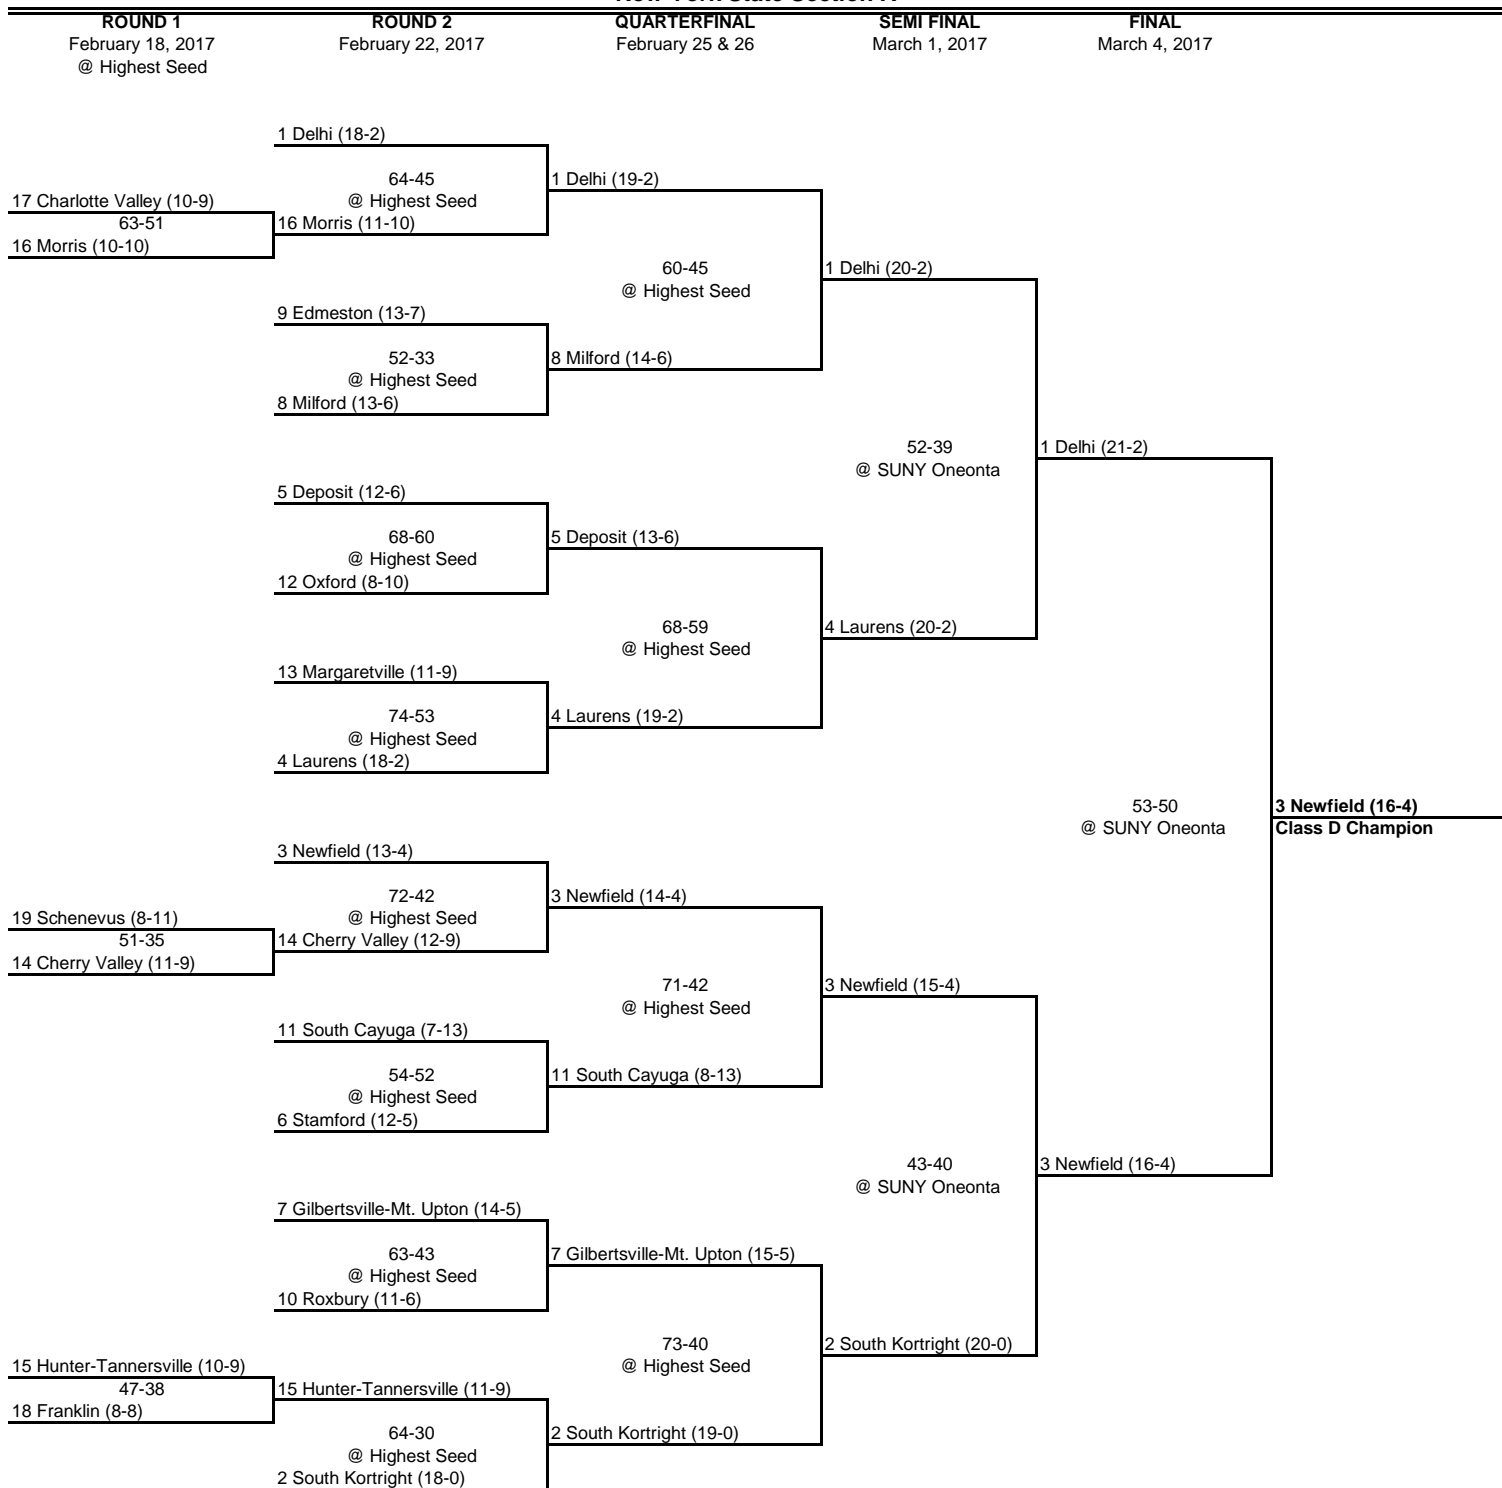 ROUND 1
February 18, 2017
@ Highest Seed
17 Charlotte Valley (10-9)
63-51
16 Morris (10-10)
19 Schenevus (8-11)
51-35
14 Cherry Valley (11-9)
15 Hunter-Tannersville (10-9)
47-38
18 Franklin (8-8)
ROUND 2
February 22, 2017
1 Delhi (18-2)
64-45
@ Highest Seed
16 Morris (11-10)
9 Edmeston (13-7)
52-33
@ Highest Seed
8 Milford (13-6)
5 Deposit (12-6)
68-60
@ Highest Seed
12 Oxford (8-10)
13 Margaretville (11-9)
74-53
@ Highest Seed
4 Laurens (18-2)
3 Newfield (13-4)
72-42
@ Highest Seed
14 Cherry Valley (12-9)
11 South Cayuga (7-13)
54-52
@ Highest Seed
6 Stamford (12-5)
7 Gilbertsville-Mt. Upton (14-5)
63-43
@ Highest Seed
10 Roxbury (11-6)
15 Hunter-Tannersville (11-9)
64-30
@ Highest Seed
2 South Kortright (18-0)
QUARTERFINAL
February 25 & 26
1 Delhi (19-2)
60-45
@ Highest Seed
8 Milford (14-6)
5 Deposit (13-6)
68-59
@ Highest Seed
4 Laurens (19-2)
3 Newfield (14-4)
71-42
@ Highest Seed
11 South Cayuga (8-13)
7 Gilbertsville-Mt. Upton (15-5)
73-40
@ Highest Seed
2 South Kortright (19-0)
SEMI FINAL
March 1, 2017
1 Delhi (20-2)
52-39
@ SUNY Oneonta
4 Laurens (20-2)
3 Newfield (15-4)
43-40
@ SUNY Oneonta
2 South Kortright (20-0)
FINAL
March 4, 2017
1 Delhi (21-2)
53-50
@ SUNY Oneonta
3 Newfield (16-4)
3 Newfield (16-4)
Class D Champion